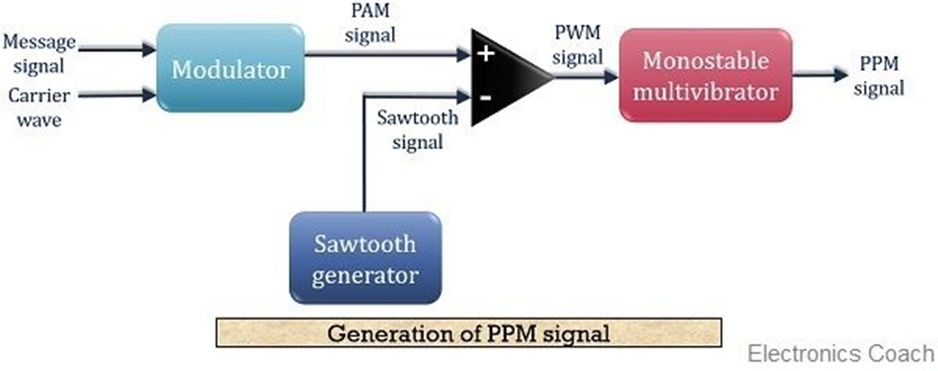 Message
signal
Carrier
wave
Modulator
PAM
signal
+
-
Sawtooth
signal
Sawtooth
generator
PWM
signal
Monostable
multivibrator
PPM
signal
Generation of PPM signal
Electronics Coach